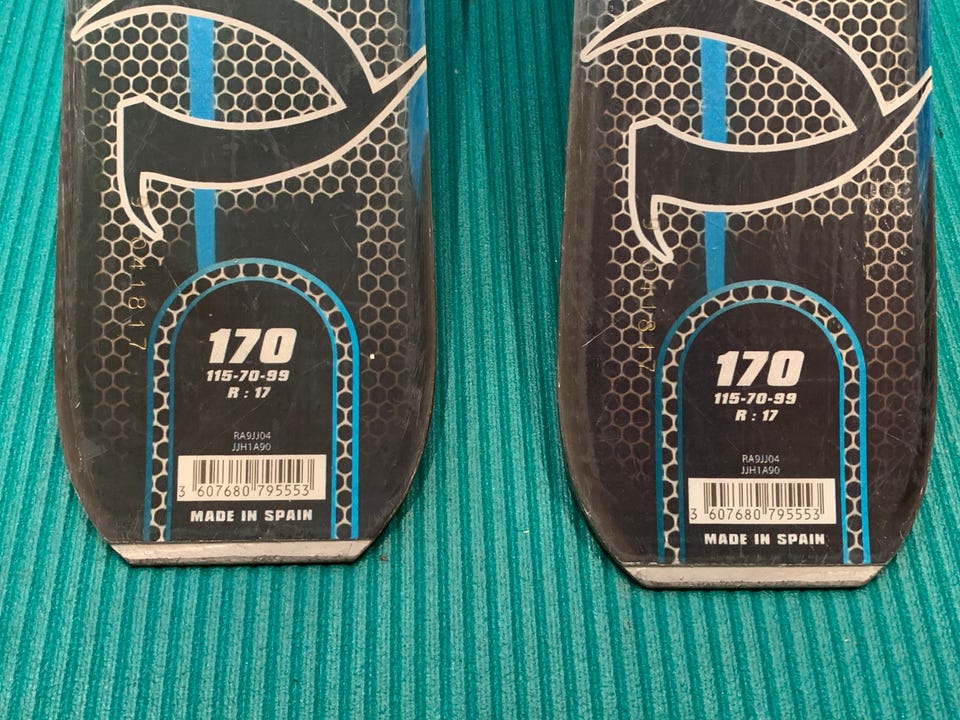 170
115-70-99
R : 17
RA9JJ04
JJH1A90
3 607680 795553
MADE IN SPAIN
170
115-70-99
R : 17
RA9JJ04
JJH1A90
3 607680 795553
MADE IN SPAIN